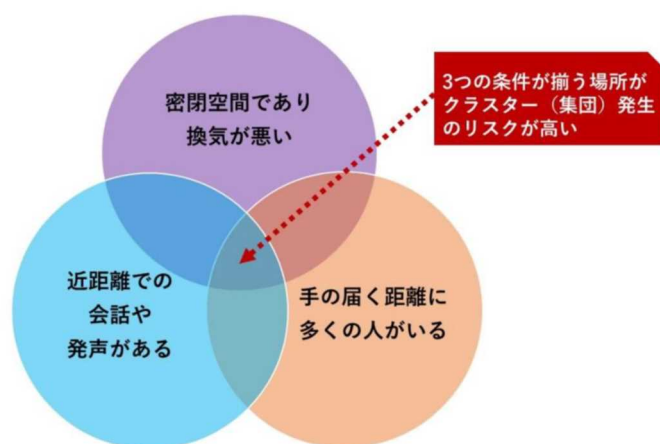 密閉空間であり
換気が悪い
3つの条件が揃う場所が
クラスター（集団）発生
のリスクが高い
近距離での
会話や
発声がある
手の届く距離に
多くの人がいる